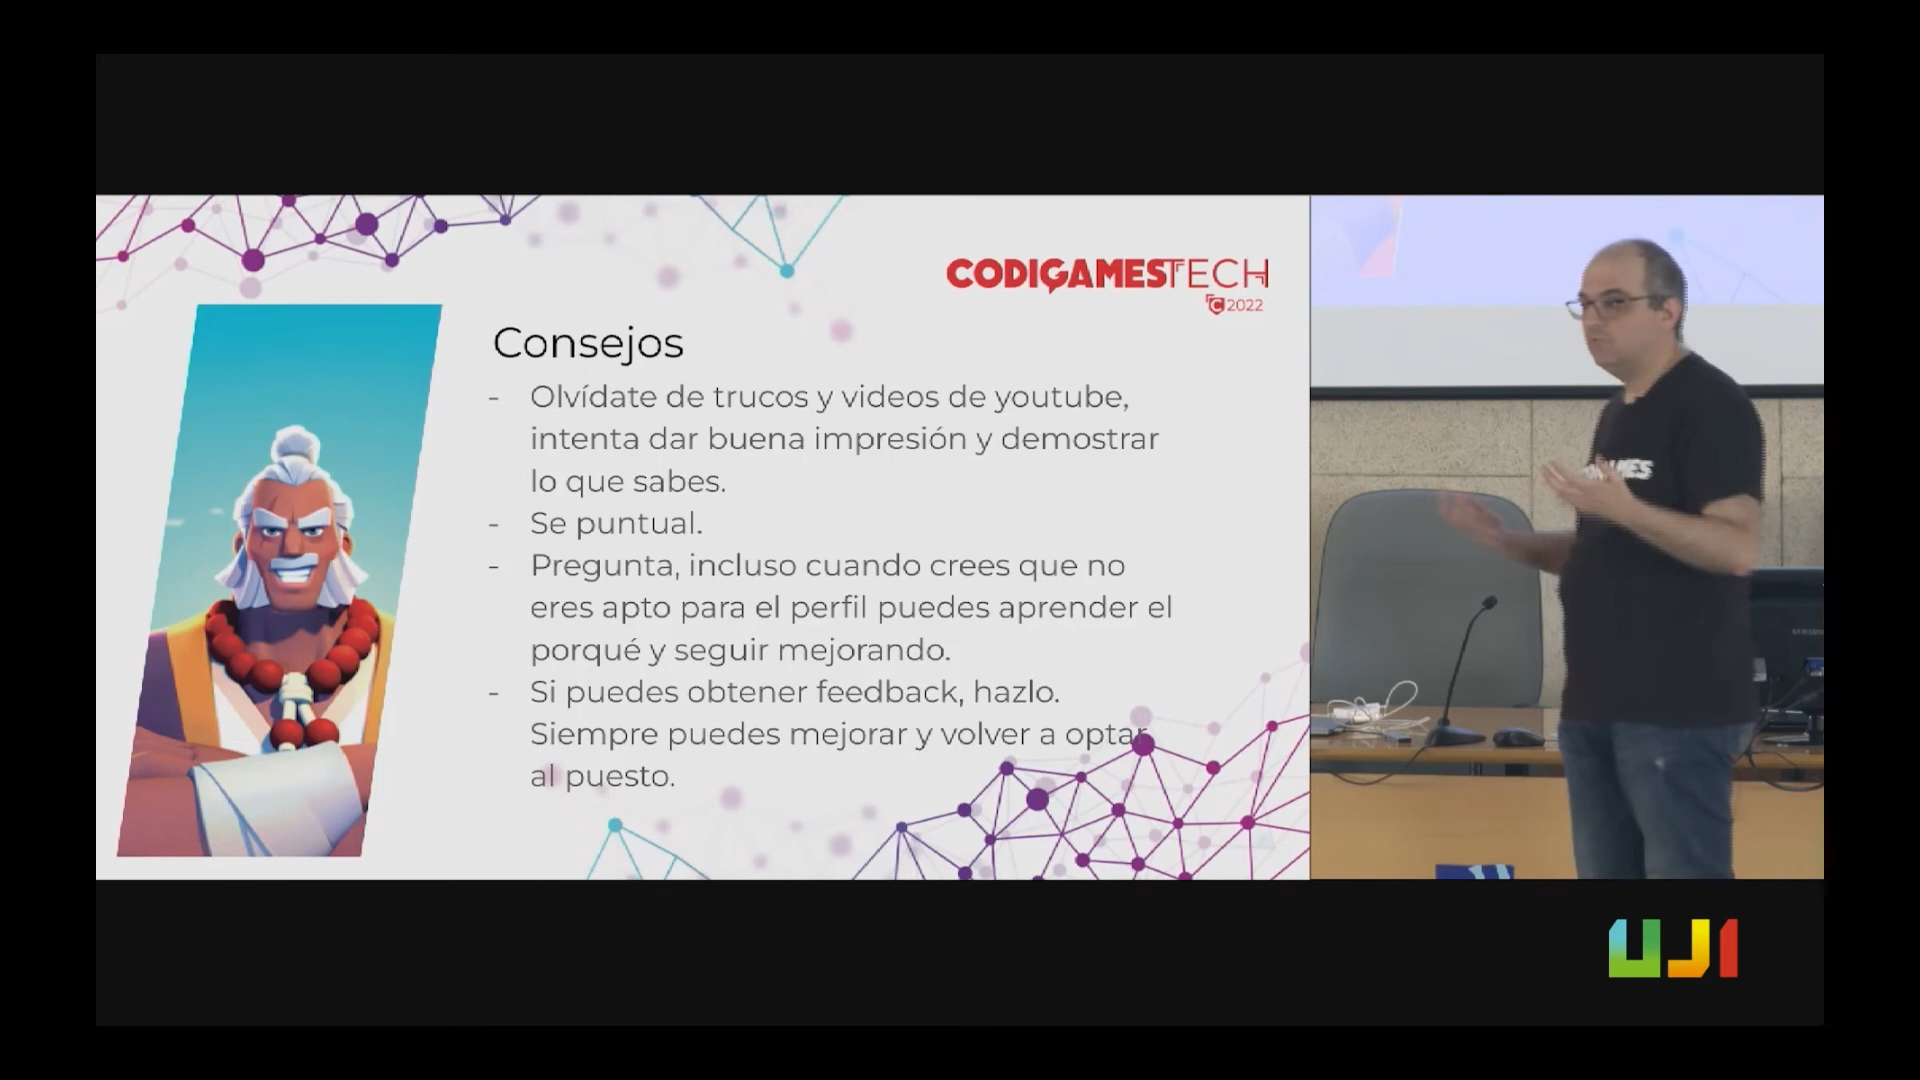 CODIGAMESTECH
C 2022
Consejos
- Olvídate de trucos y videos de youtube,
intenta dar buena impresión y demostrar
lo que sabes.
- Se puntual.
- Pregunta, incluso cuando crees que no
eres apto para el perfil puedes aprender el
porqué y seguir mejorando.
- Si puedes obtener feedback, hazlo.
Siempre puedes mejorar y volver a optar
al puesto.
UJI